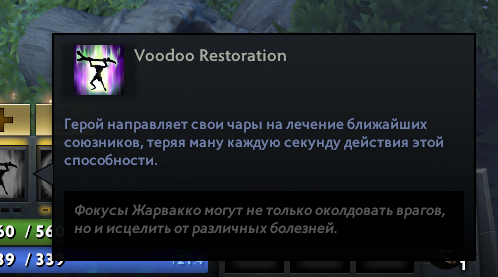 Voodoo Restoration
Герой направляет свои чары на лечение ближайших
союзников, теряя ману каждую секунду действия этой
способности.
Фокусы Жарвакко могут не только околдовать врагов,
но и исцелить от различных болезней.
1